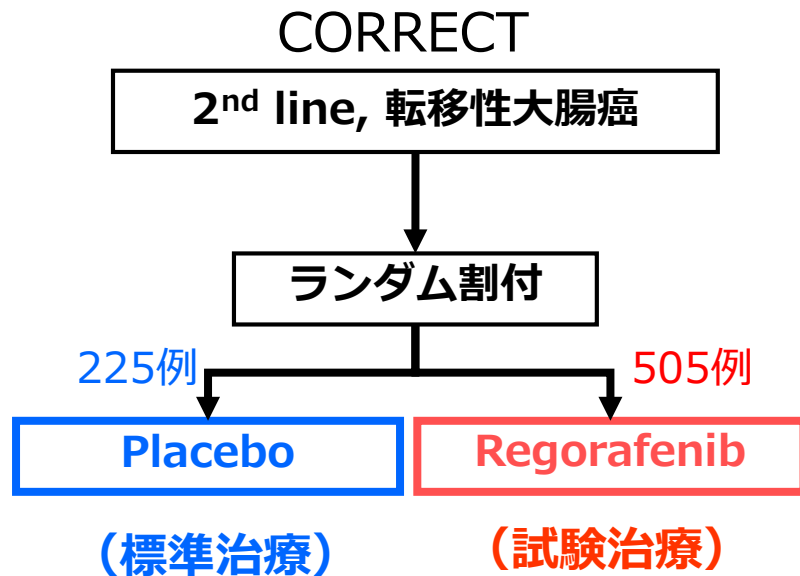 CORRECT
2nd line, 転移性大腸癌
ランダム割付
225例
505例
Placebo
Regorafenib
（標準治療）
（試験治療）